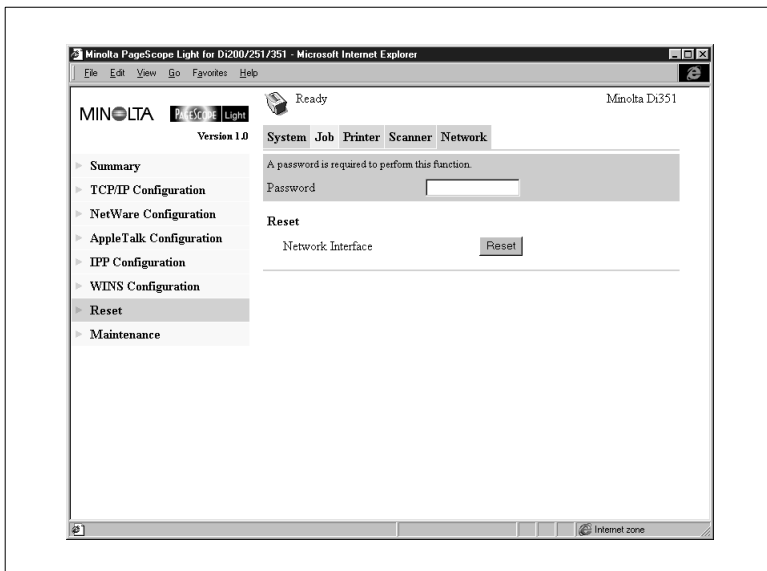 Minolta PageScope Light for Di200/251/351 - Microsoft Internet Explorer
File Edit View Go Favorites Help
MINOLTA PAGESCOPE Light
Version 1.0
Ready
Minolta Di351
System Job Printer Scanner Network
Summary
TCP/IP Configuration
NetWare Configuration
AppleTalk Configuration
IPP Configuration
WINS Configuration
Reset
Maintenance
A password is required to perform this function.
Password
Reset
Network Interface Reset
Internet zone